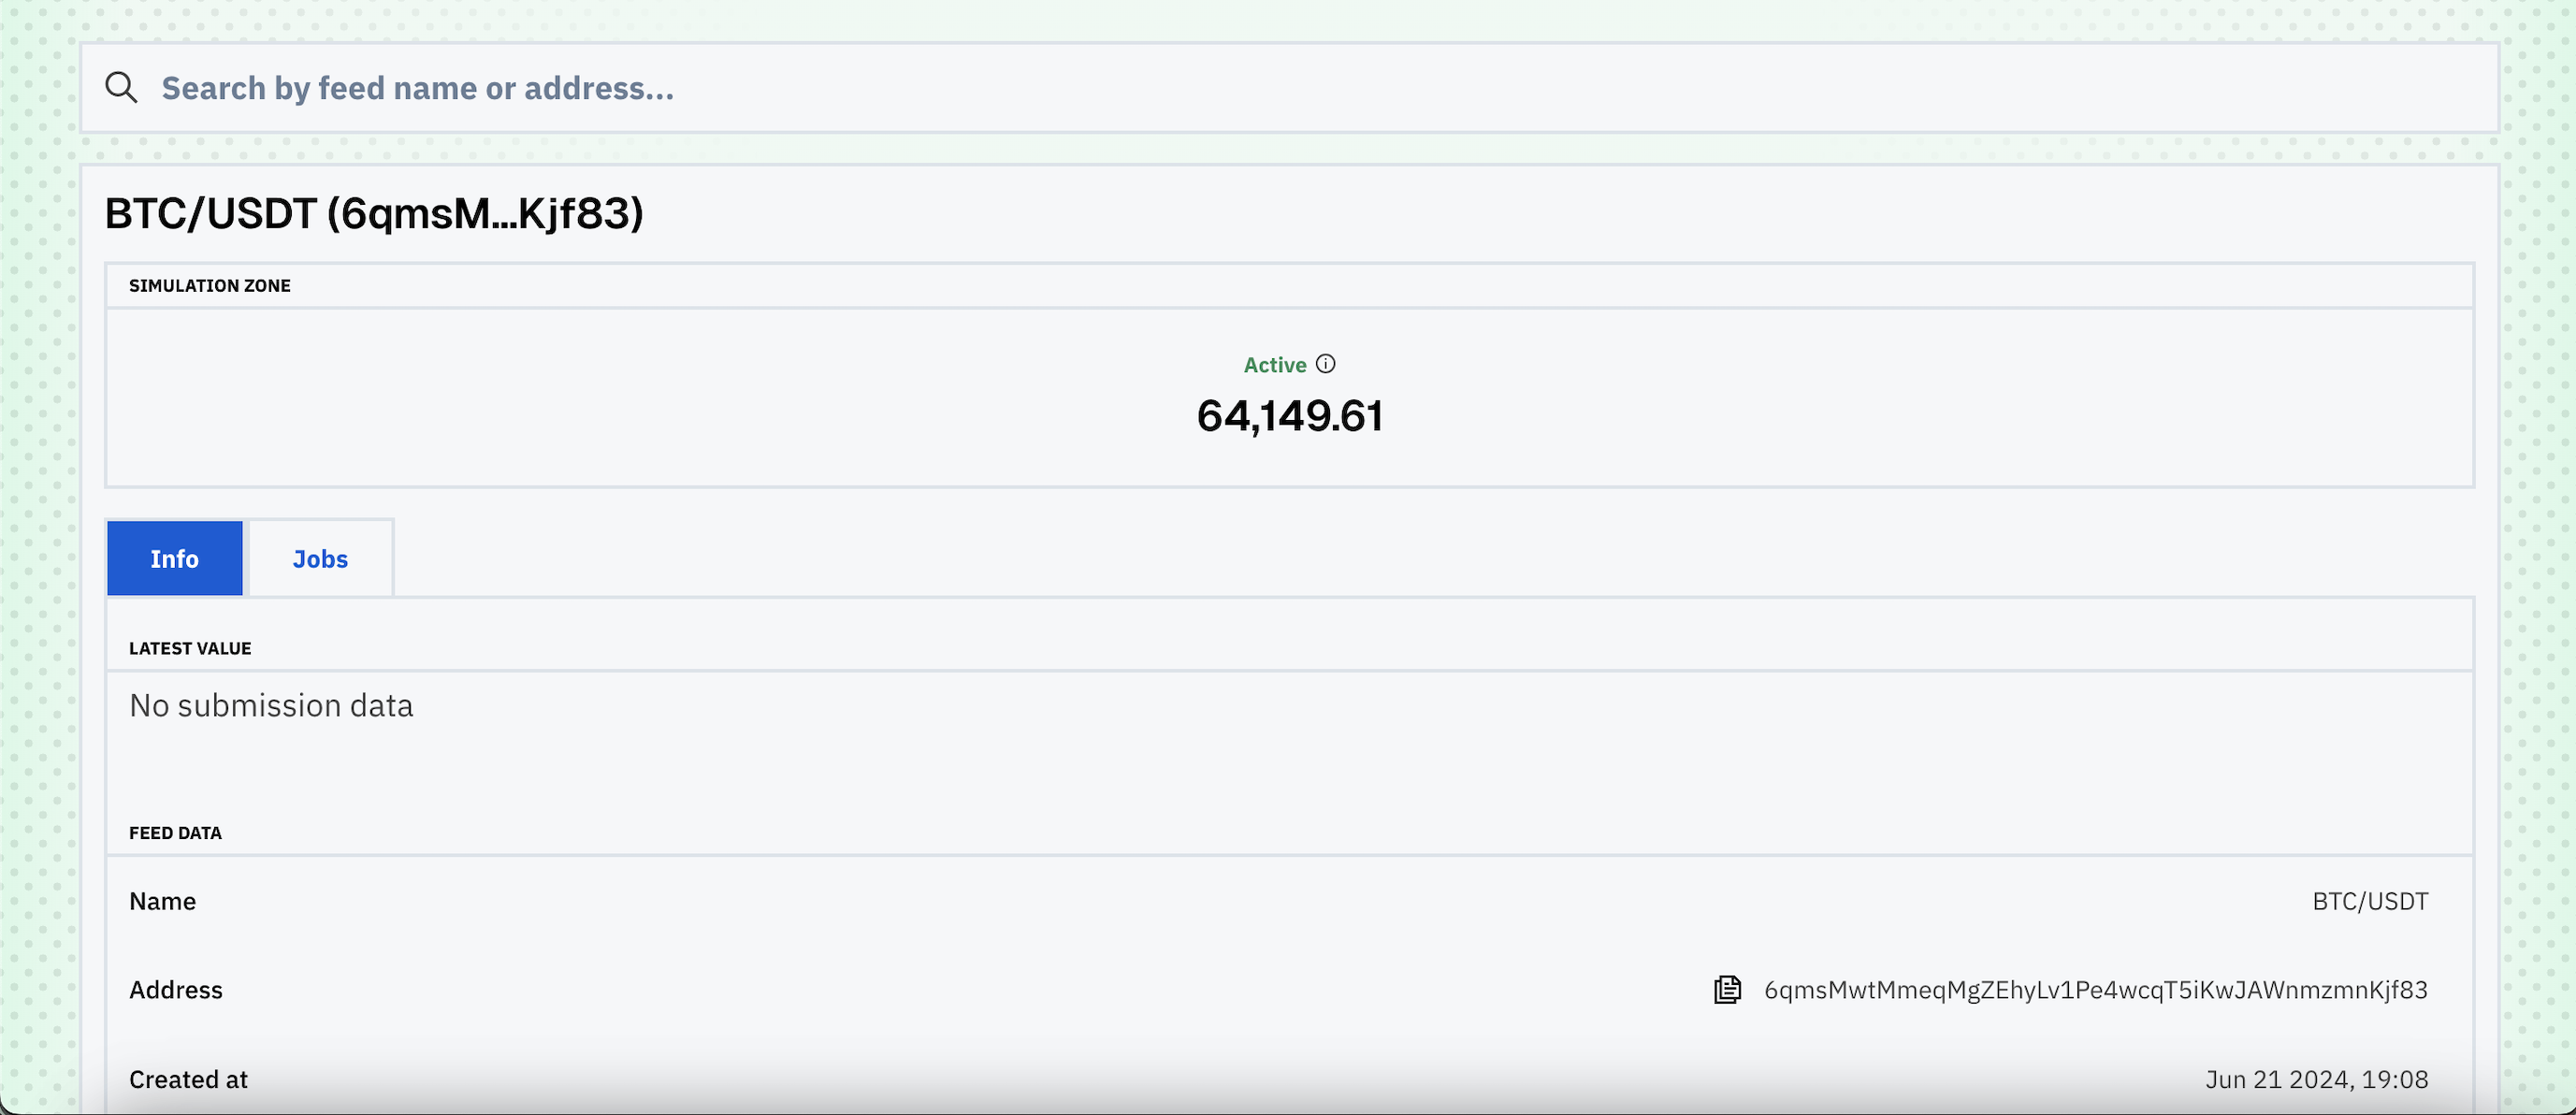 Search by feed name or address...
BTC/USDT (6qmsM...Kjf83)
SIMULATION ZONE
Active
64,149.61
Info
Jobs
LATEST VALUE
No submission data
FEED DATA
Name
BTC/USDT
Address
6qmsMwtMmeqMgZEhyLv1Pe4wcqT5iKwJAWnmzmnKjf83
Created at
Jun 21 2024, 19:08